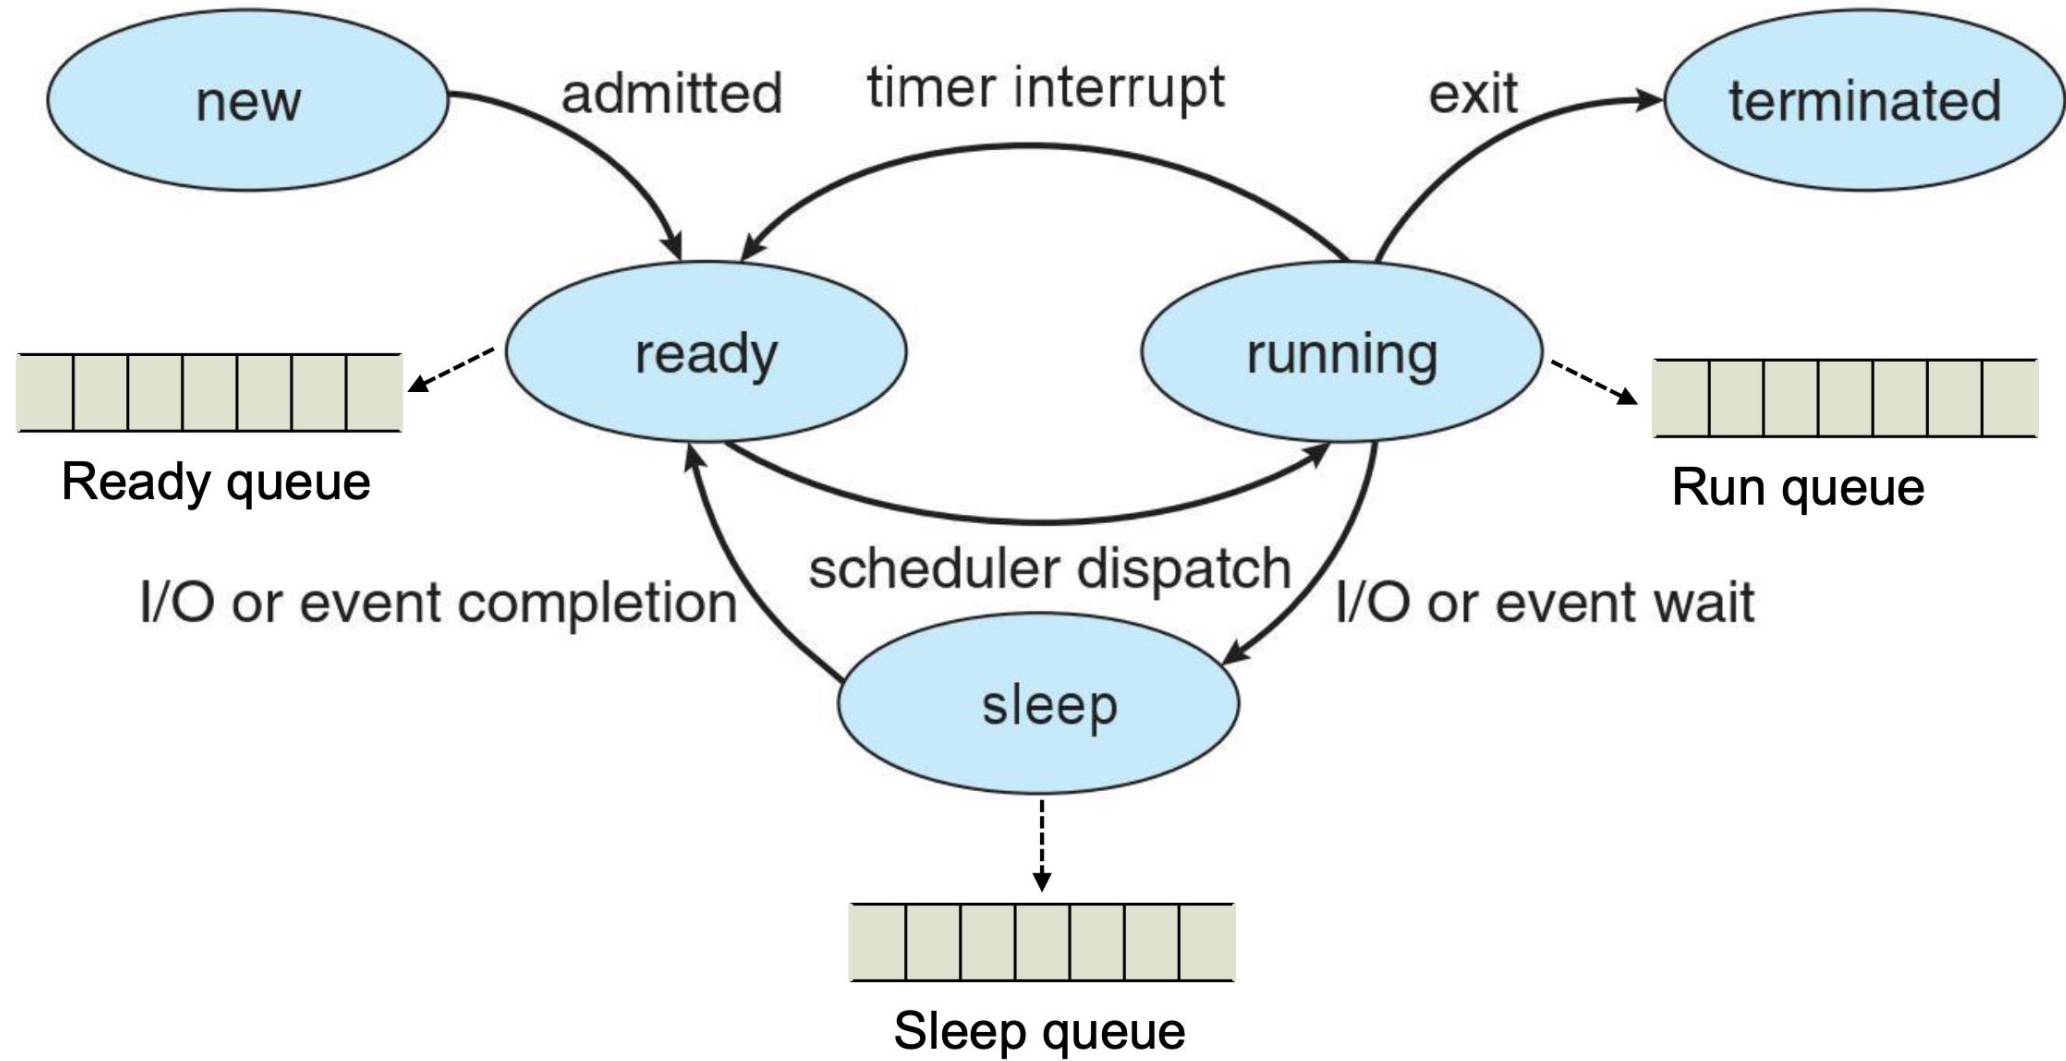 new
admitted
timer interrupt
exit
terminated
ready
running
Ready queue
Run queue
scheduler dispatch
I/O or event completion
I/O or event wait
sleep
Sleep queue